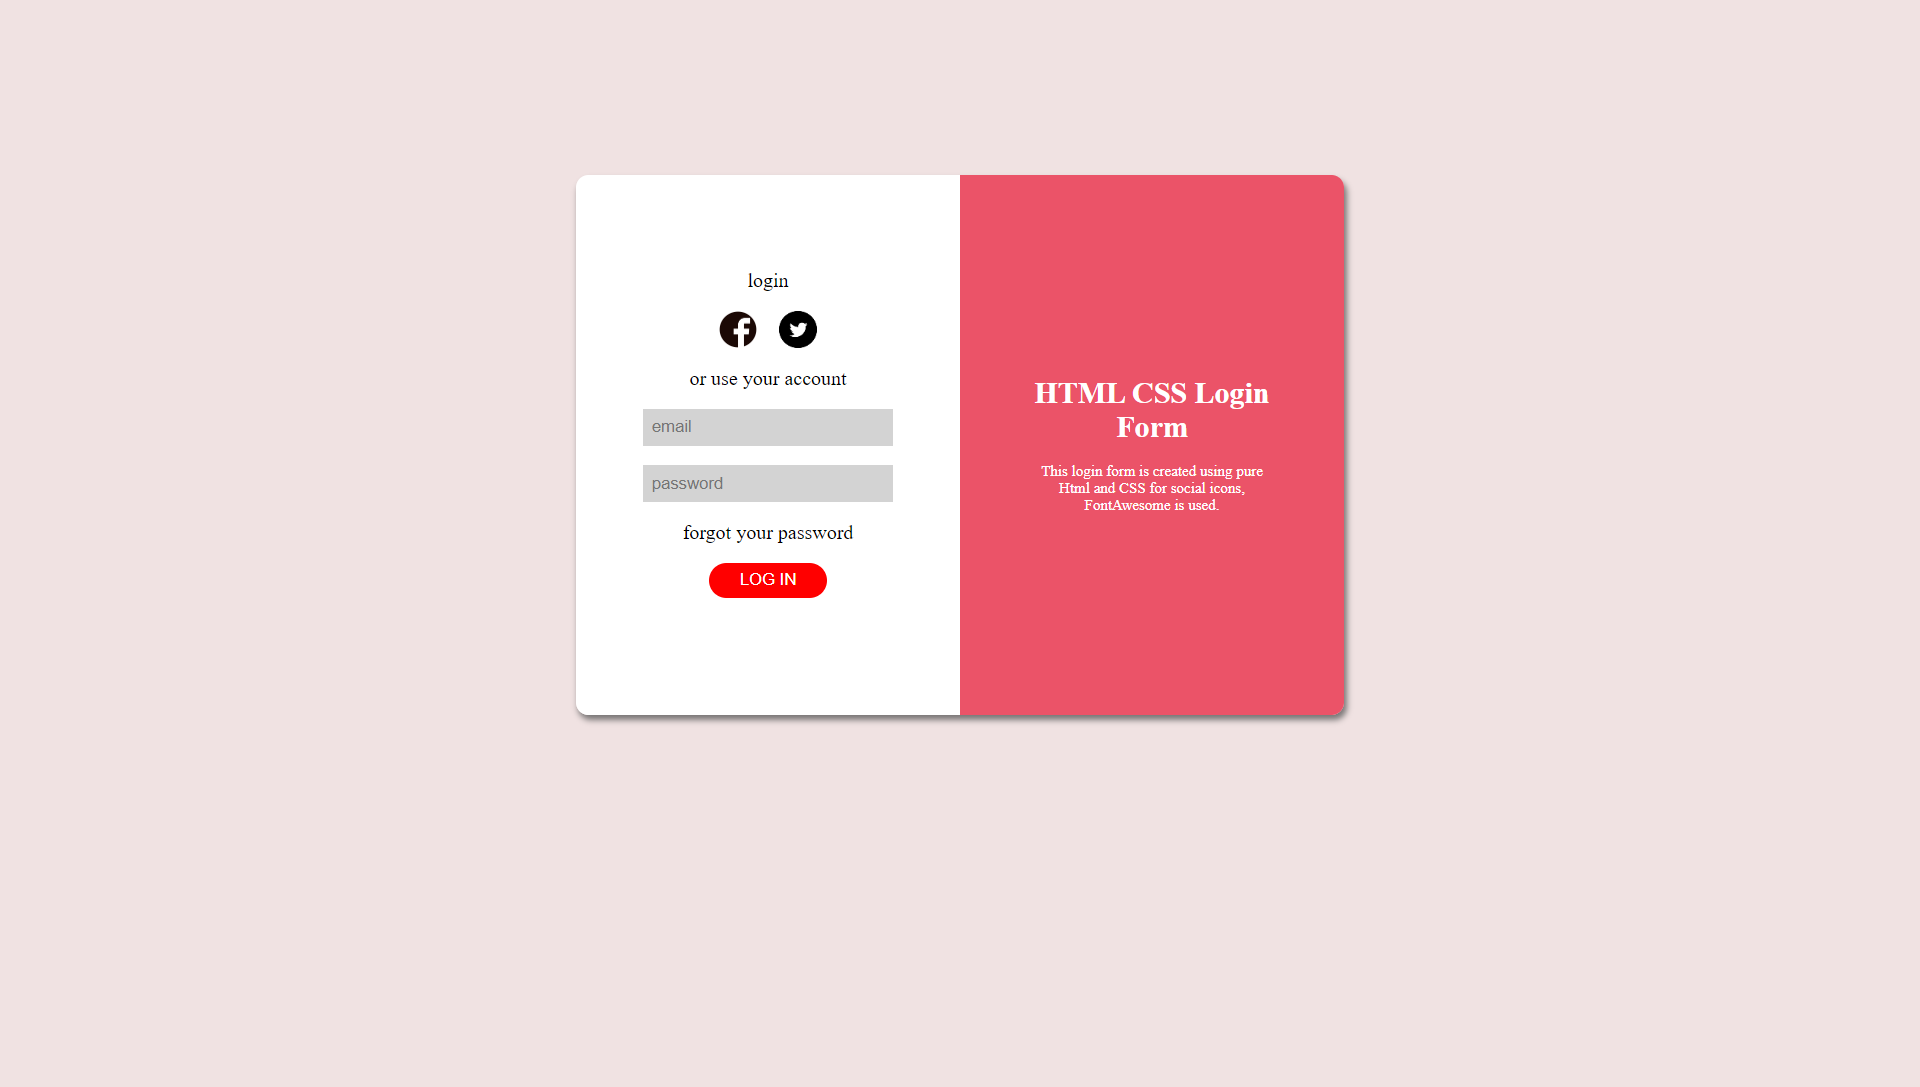 login
or use your account
email
password
forgot your password
LOG IN
HTML CSS Login
Form
This login form is created using pure
Html and CSS for social icons,
FontAwesome is used.